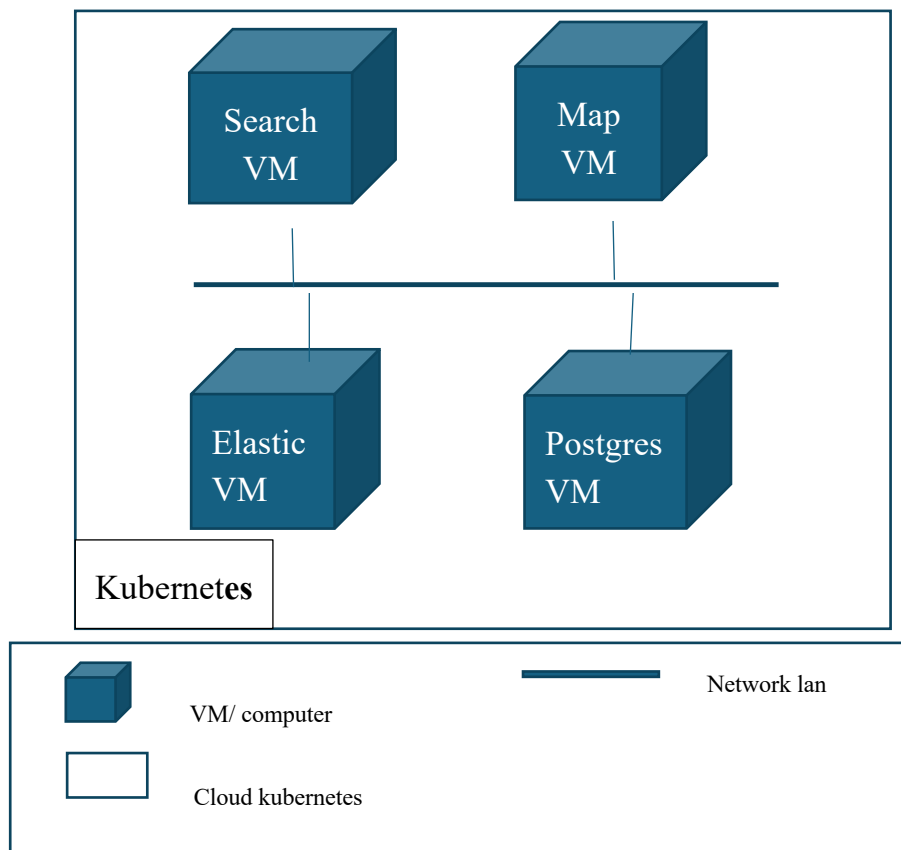 Search
VM
Map
VM
Elastic
VM
Postgres
VM
Kubernetes
VM/ computer
Network lan
Cloud kubernetes